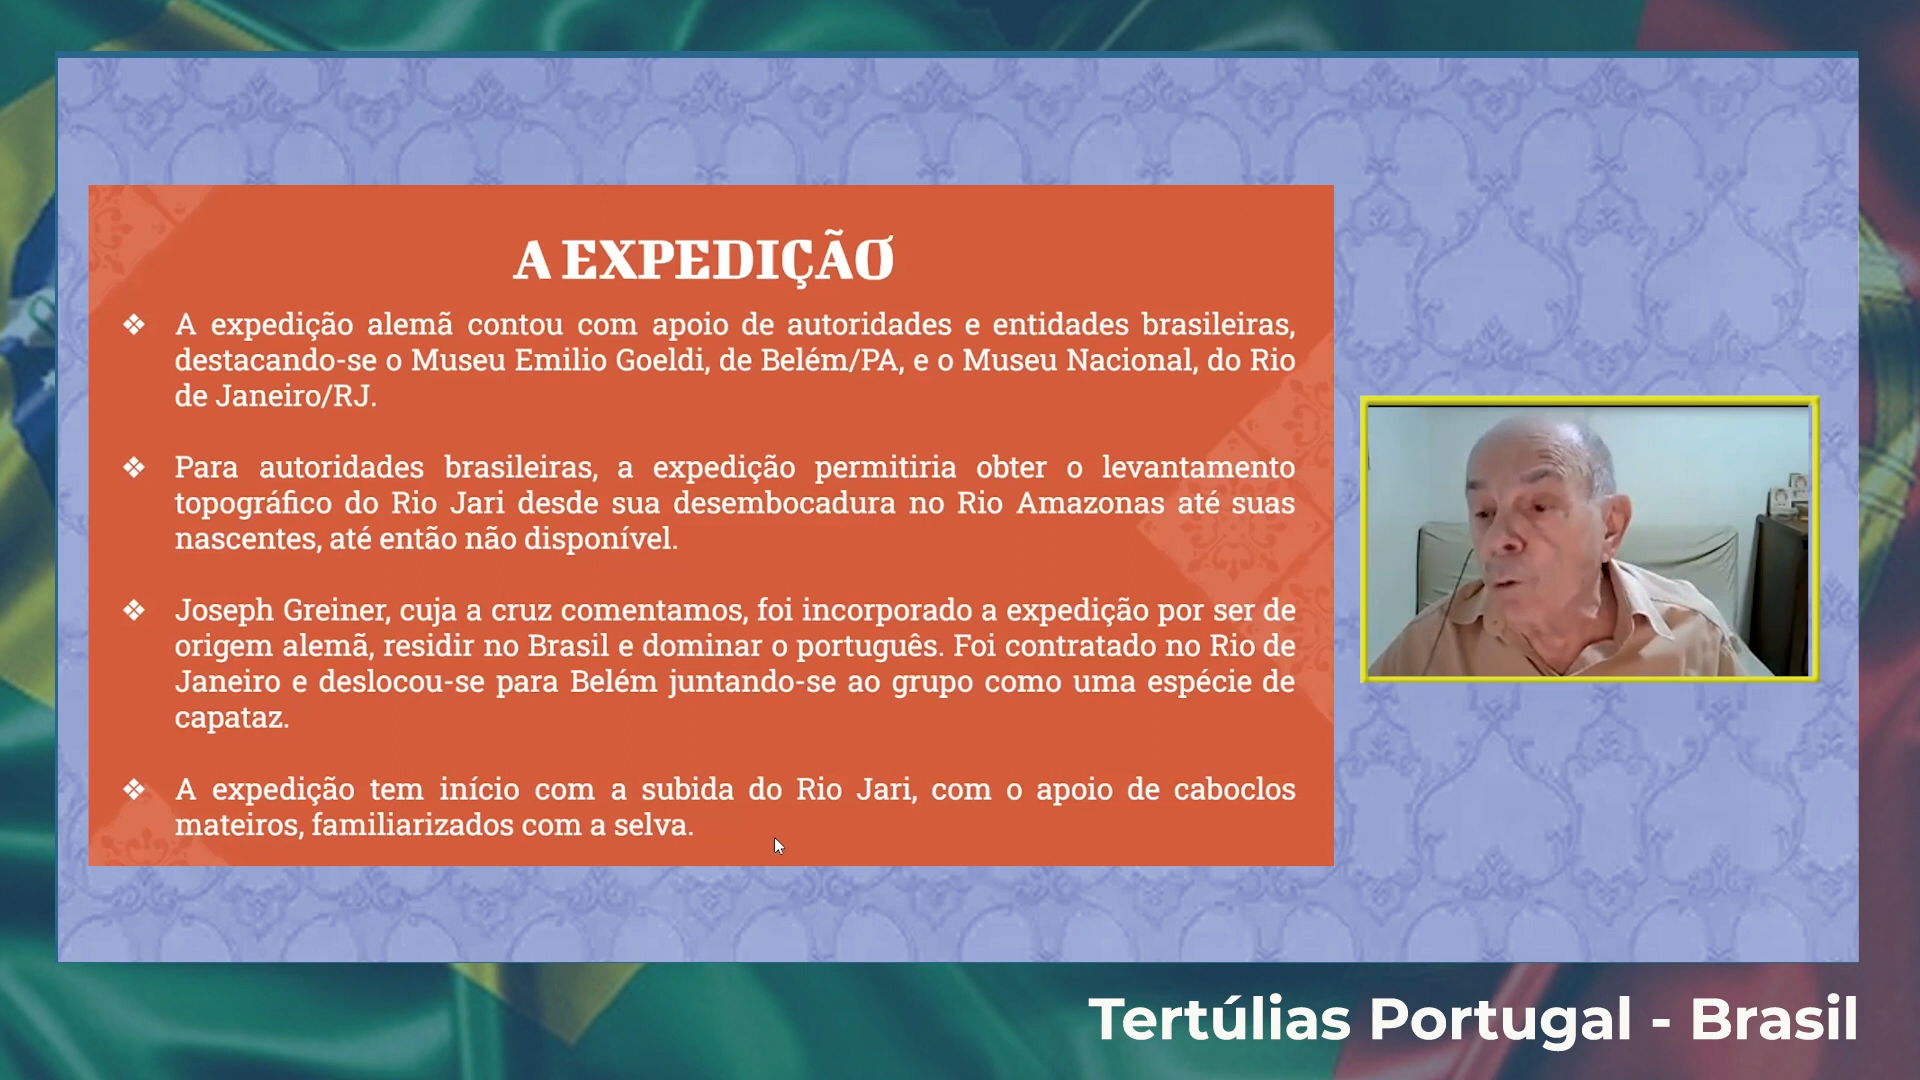 A EXPEDIÇÃO
❖ A expedição alemã contou com apoio de autoridades e entidades brasileiras,
destacando-se o Museu Emilio Goeldi, de Belém/PA, e o Museu Nacional, do Rio
de Janeiro/RJ.
❖ Para autoridades brasileiras, a expedição permitiria obter o levantamento
topográfico do Rio Jari desde sua desembocadura no Rio Amazonas até suas
nascentes, até então não disponível.
❖ Joseph Greiner, cuja a cruz comentamos, foi incorporado a expedição por ser de
origem alemã, residir no Brasil e dominar o português. Foi contratado no Rio de
Janeiro e deslocou-se para Belém juntando-se ao grupo como uma espécie de
capataz.
❖ A expedição tem início com a subida do Rio Jari, com o apoio de caboclos
mateiros, familiarizados com a selva.
Tertúlias Portugal - Brasil